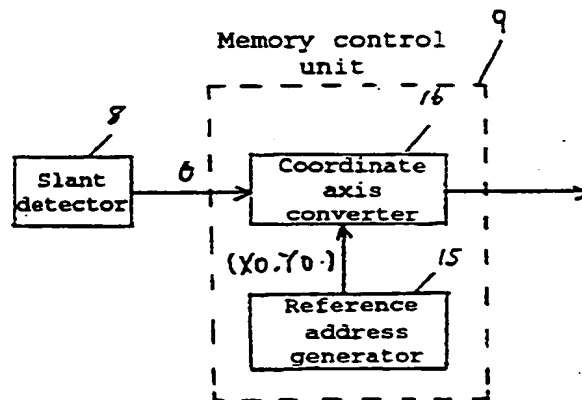 Memory control
unit
9
8
16
Slant
detector
θ
Coordinate
axis
converter
(X0,Y0)
15
Reference
address
generator